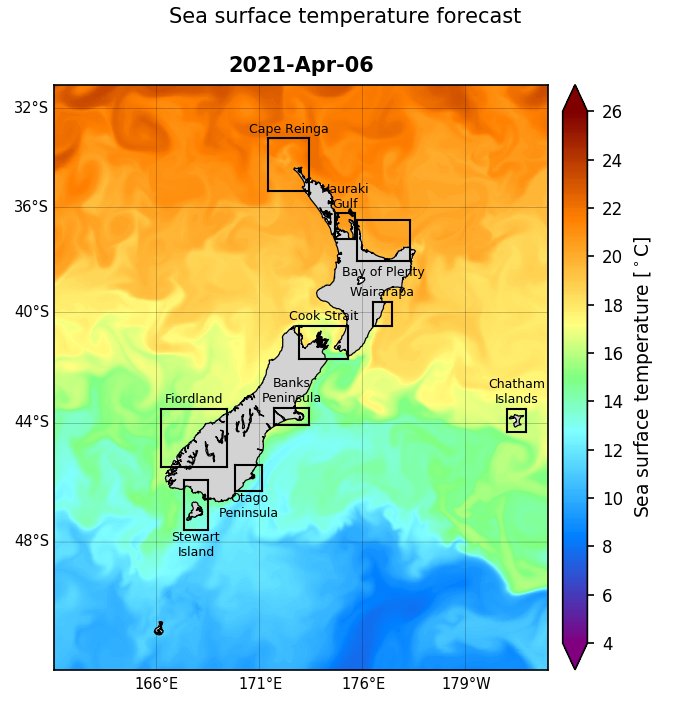 Sea surface temperature forecast
2021-Apr-06
32°S
36°S
40°S
44°S
48°S
166°E
171°E
176°E
179°W
Cape Reinga
Hauraki
Gulf
Bay of Plenty
Wairarapa
Cook Strait
Banks
Peninsula
Fiordland
Chatham
Islands
Otago
Peninsula
Stewart
Island
26
24
22
20
18
16
14
12
10
8
6
4
Sea surface temperature [°C]